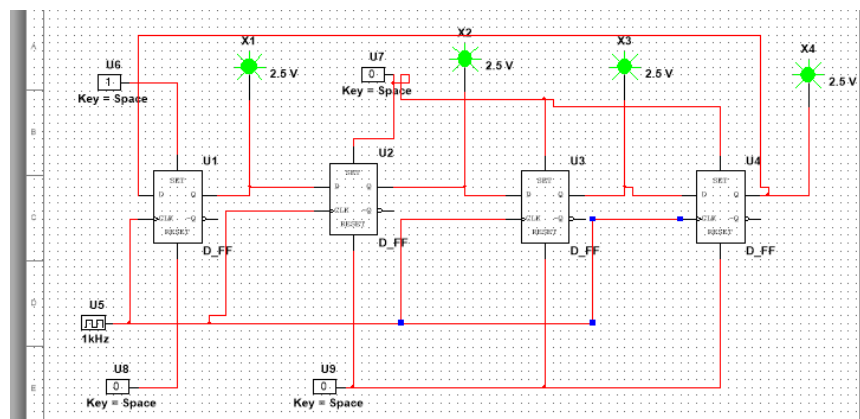 A
X1
X2
X3
X4
U6
1
Key = Space
2.5 V
U7
0
Key = Space
2.5 V
2.5 V
2.5 V
B
U1
SET
D Q
CLK ~Q
RESET
D_FF
U2
SET
D Q
CLK ~Q
RESET
D_FF
U3
SET
D Q
CLK ~Q
RESET
D_FF
U4
SET
D Q
CLK ~Q
RESET
D_FF
C
D
U5
1kHz
U8
0
Key = Space
U9
0
Key = Space
E